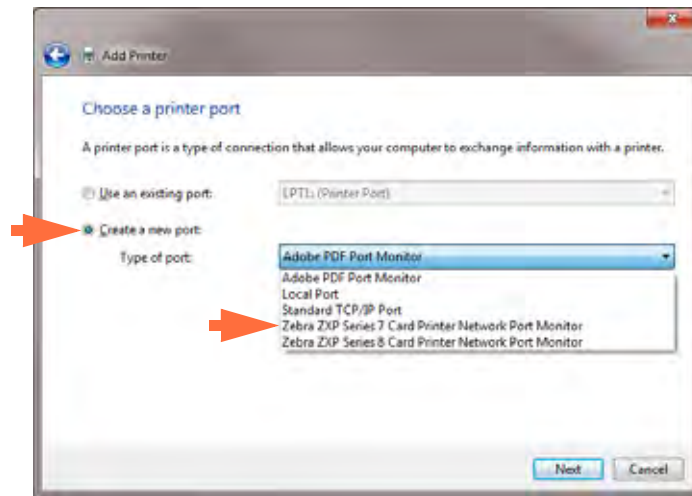 Add Printer
Choose a printer port
A printer port is a type of connection that allows your computer to exchange information with a printer.
Use an existing port: LPT1: (Printer Port)
Create a new port:
Type of port: Adobe PDF Port Monitor
Adobe PDF Port Monitor
Local Port
Standard TCP/IP Port
Zebra ZXP Series 7 Card Printer Network Port Monitor
Zebra ZXP Series 8 Card Printer Network Port Monitor
Next Cancel